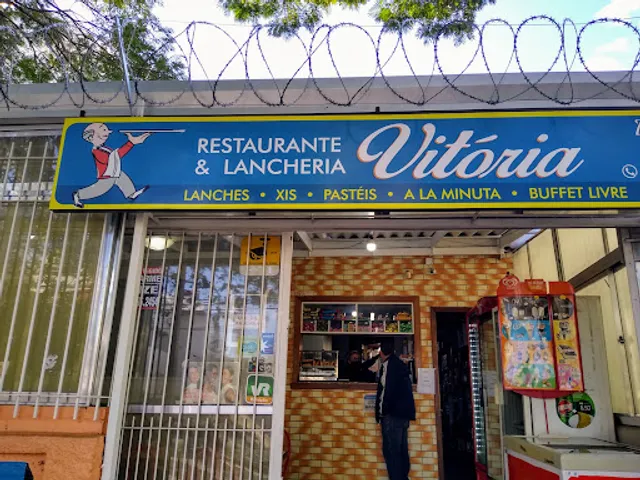 RESTAURANTE
& LANCHERIA
Vitória
LANCHES • XIS • PASTÉIS • A LA MINUTA • BUFFET LIVRE
VR